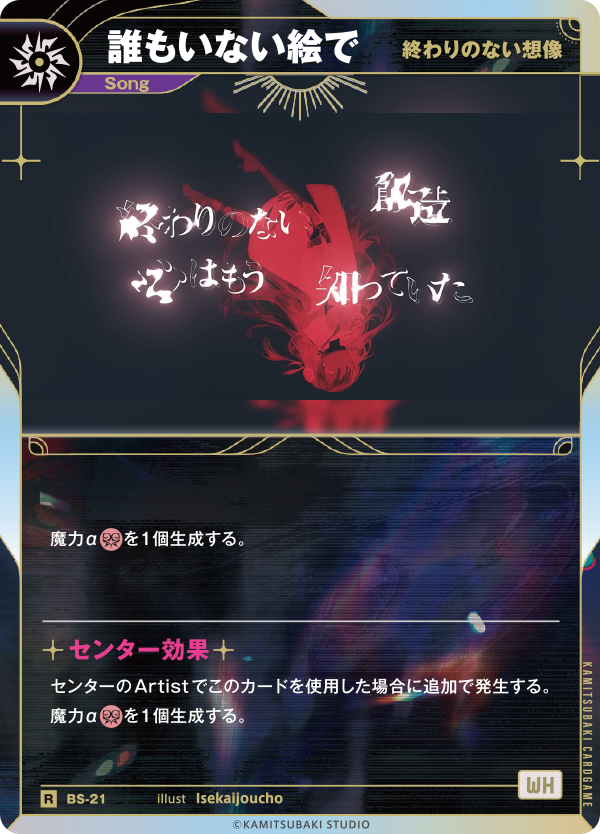 誰もいない絵で
終わりのない想像
Song
終わりのない 創造
心はもう 知っていた
魔力αを1個生成する。
センター効果
センターのArtistでこのカードを使用した場合に追加で発生する。
魔力αを1個生成する。
WH
R BS-21 illust Isekaijoucho
KAMITSUBAKI CARDGAME
©KAMITSUBAKI STUDIO